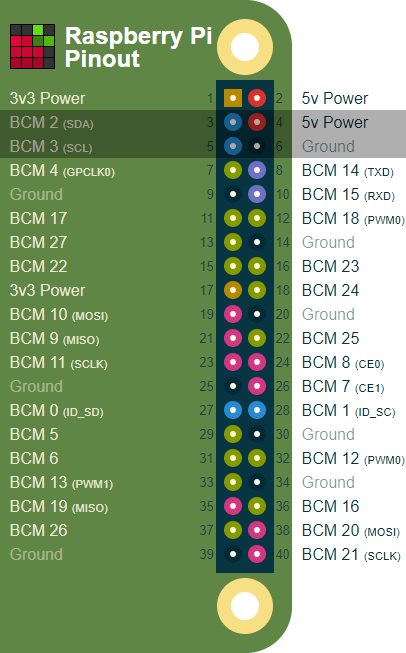 Raspberry Pi
Pinout
3v3 Power 1 2 5v Power
BCM 2 (SDA) 3 4 5v Power
BCM 3 (SCL) 5 6 Ground
BCM 4 (GPCLK0) 7 8 BCM 14 (TXD)
Ground 9 10 BCM 15 (RXD)
BCM 17 11 12 BCM 18 (PWM0)
BCM 27 13 14 Ground
BCM 22 15 16 BCM 23
3v3 Power 17 18 BCM 24
BCM 10 (MOSI) 19 20 Ground
BCM 9 (MISO) 21 22 BCM 25
BCM 11 (SCLK) 23 24 BCM 8 (CE0)
Ground 25 26 BCM 7 (CE1)
BCM 0 (ID_SD) 27 28 BCM 1 (ID_SC)
BCM 5 29 30 Ground
BCM 6 31 32 BCM 12 (PWM0)
BCM 13 (PWM1) 33 34 Ground
BCM 19 (MISO) 35 36 BCM 16
BCM 26 37 38 BCM 20 (MOSI)
Ground 39 40 BCM 21 (SCLK)